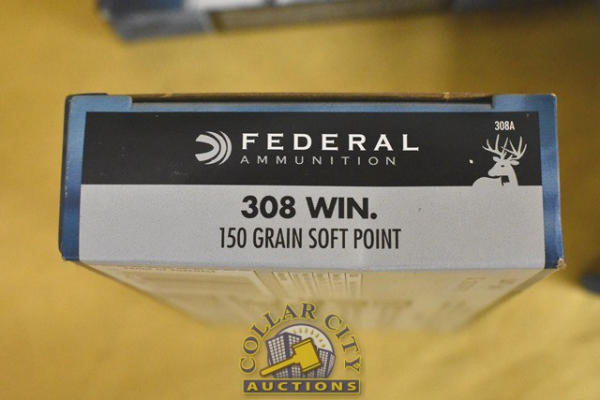 308A
FEDERAL
AMMUNITION
308 WIN.
150 GRAIN SOFT POINT
COLLAR CITY
AUCTIONS